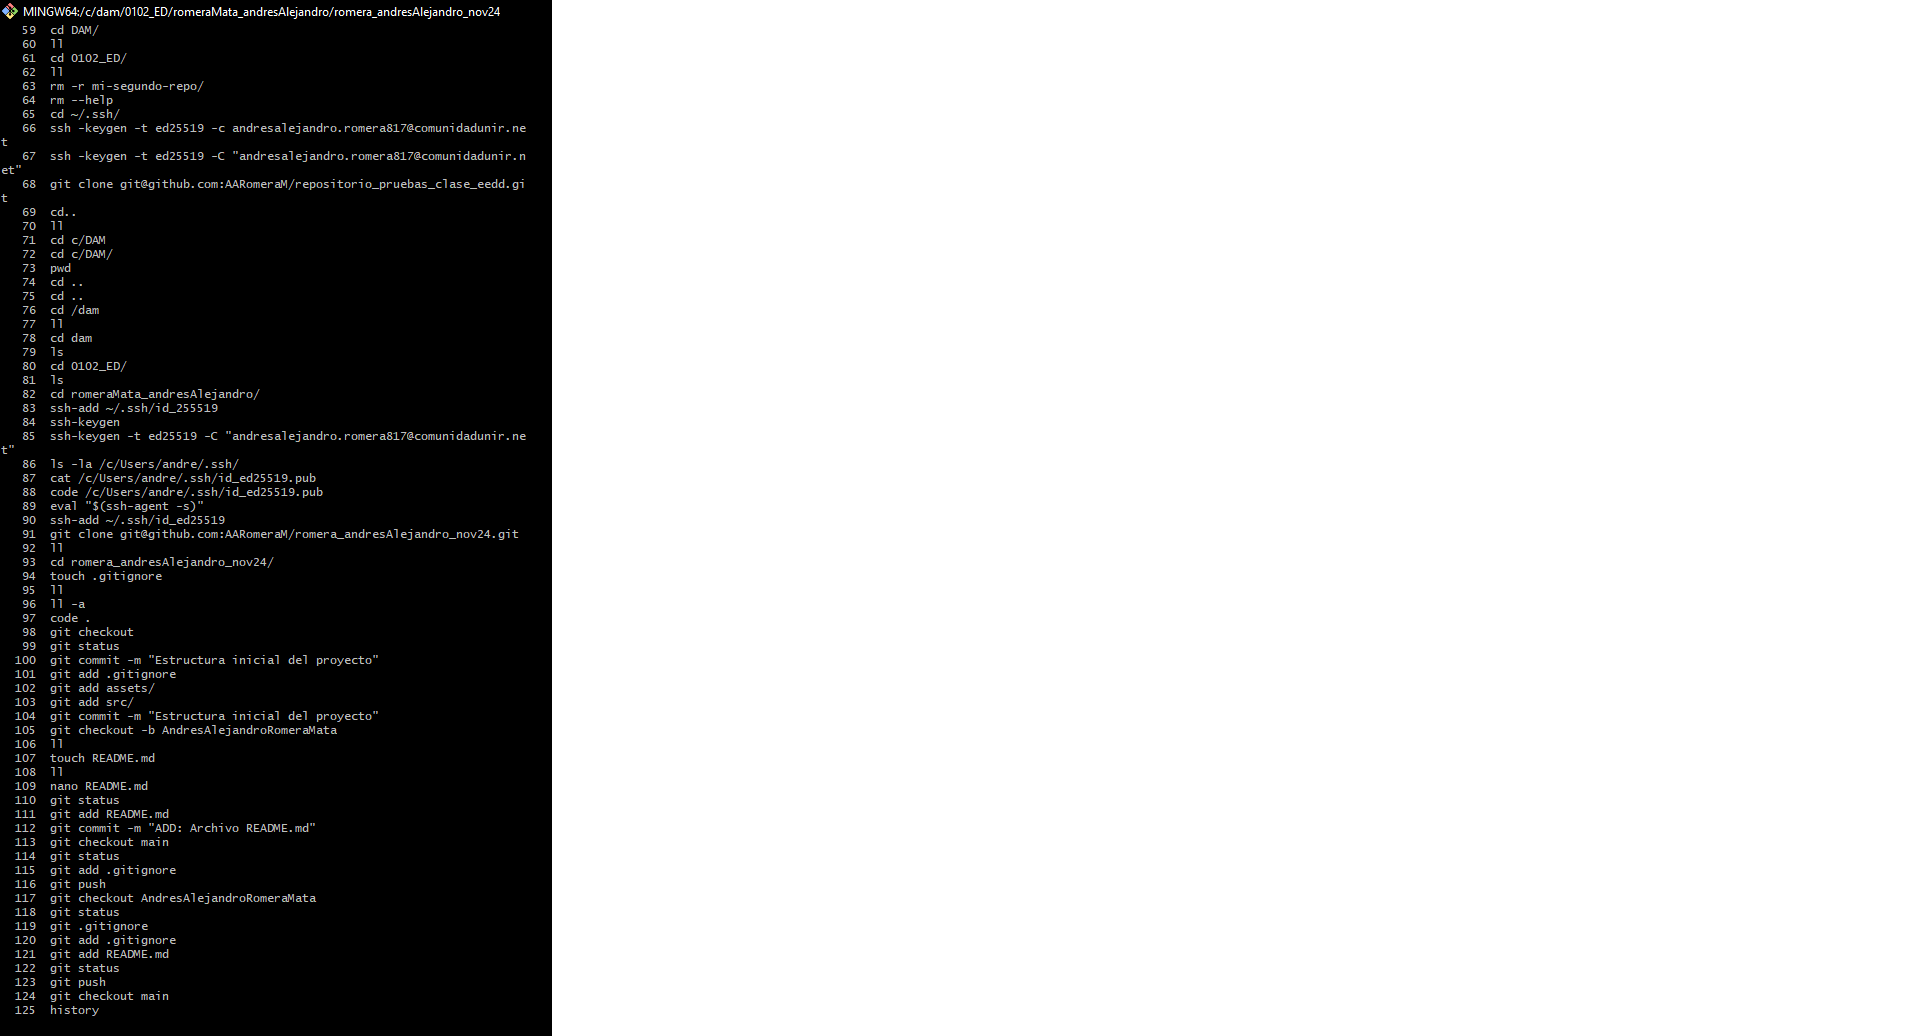 MINGW64:/c/dam/0102_ED/romeraMata_andresAlejandro/romera_andresAlejandro_nov24
59 cd DAM/
60 ll
61 cd 0102_ED/
62 ll
63 rm -r mi-segundo-repo/
64 rm --help
65 cd ~/.ssh/
66 ssh -keygen -t ed25519 -c andresalejandro.romera817@comunidadunir.ne
t
67 ssh -keygen -t ed25519 -C "andresalejandro.romera817@comunidadunir.n
et"
68 git clone git@github.com:AARomeraM/repositorio_pruebas_clase_eedd.gi
t
69 cd..
70 ll
71 cd c/DAM
72 cd c/DAM/
73 pwd
74 cd ..
75 cd ..
76 cd /dam
77 ll
78 cd dam
79 ls
80 cd 0102_ED/
81 ls
82 cd romeraMata_andresAlejandro/
83 ssh-add ~/.ssh/id_255519
84 ssh-keygen
85 ssh-keygen -t ed25519 -C "andresalejandro.romera817@comunidadunir.ne
t"
86 ls -la /c/Users/andre/.ssh/
87 cat /c/Users/andre/.ssh/id_ed25519.pub
88 code /c/Users/andre/.ssh/id_ed25519.pub
89 eval "$(ssh-agent -s)"
90 ssh-add ~/.ssh/id_ed25519
91 git clone git@github.com:AARomeraM/romera_andresAlejandro_nov24.git
92 ll
93 cd romera_andresAlejandro_nov24/
94 touch .gitignore
95 ll
96 ll -a
97 code .
98 git checkout
99 git status
100 git commit -m "Estructura inicial del proyecto"
101 git add .gitignore
102 git add assets/
103 git add src/
104 git commit -m "Estructura inicial del proyecto"
105 git checkout -b AndresAlejandroRomeraMata
106 ll
107 touch README.md
108 ll
109 nano README.md
110 git status
111 git add README.md
112 git commit -m "ADD: Archivo README.md"
113 git checkout main
114 git status
115 git add .gitignore
116 git push
117 git checkout AndresAlejandroRomeraMata
118 git status
119 git .gitignore
120 git add .gitignore
121 git add README.md
122 git status
123 git push
124 git checkout main
125 history